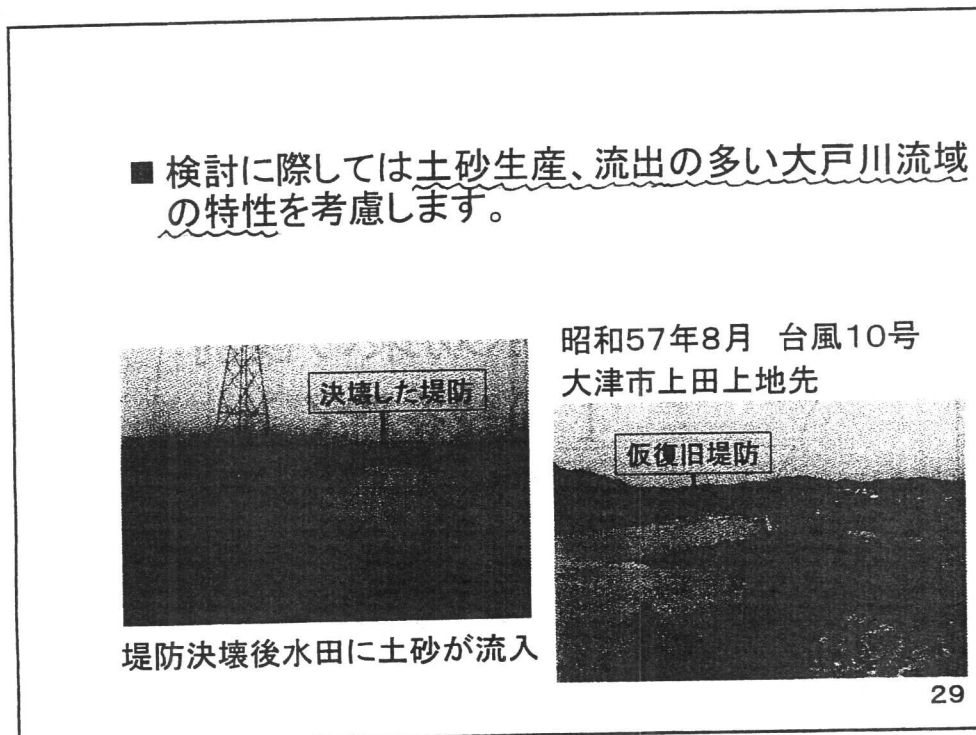 ■ 検討に際しては土砂生産、流出の多い大戸川流域
の特性を考慮します。
昭和57年8月 台風10号
大津市上田上地先
決壊した堤防
仮復旧堤防
堤防決壊後水田に土砂が流入
29